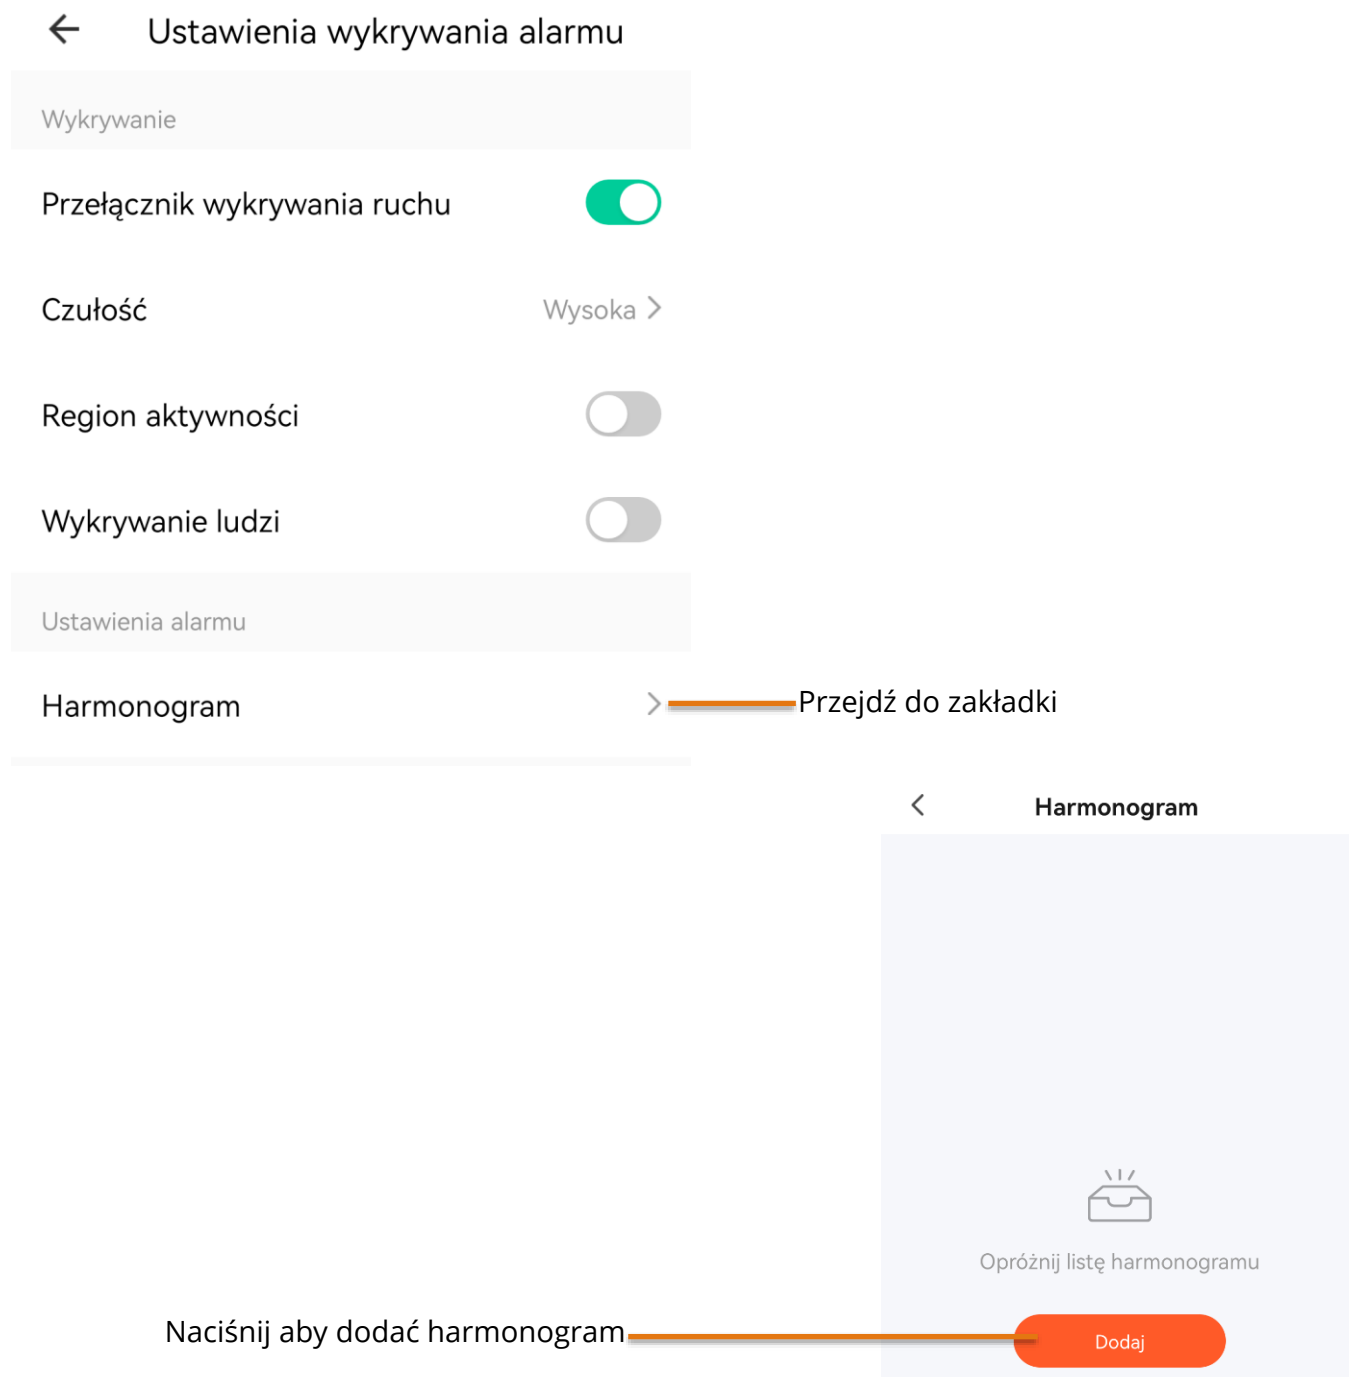 Ustawienia wykrywania alarmu
Wykrywanie
Przełącznik wykrywania ruchu
Czułość Wysoka
Region aktywności
Wykrywanie ludzi
Ustawienia alarmu
Harmonogram
Przejdź do zakładki
Harmonogram
Opróżnij listę harmonogramu
Naciśnij aby dodać harmonogram
Dodaj